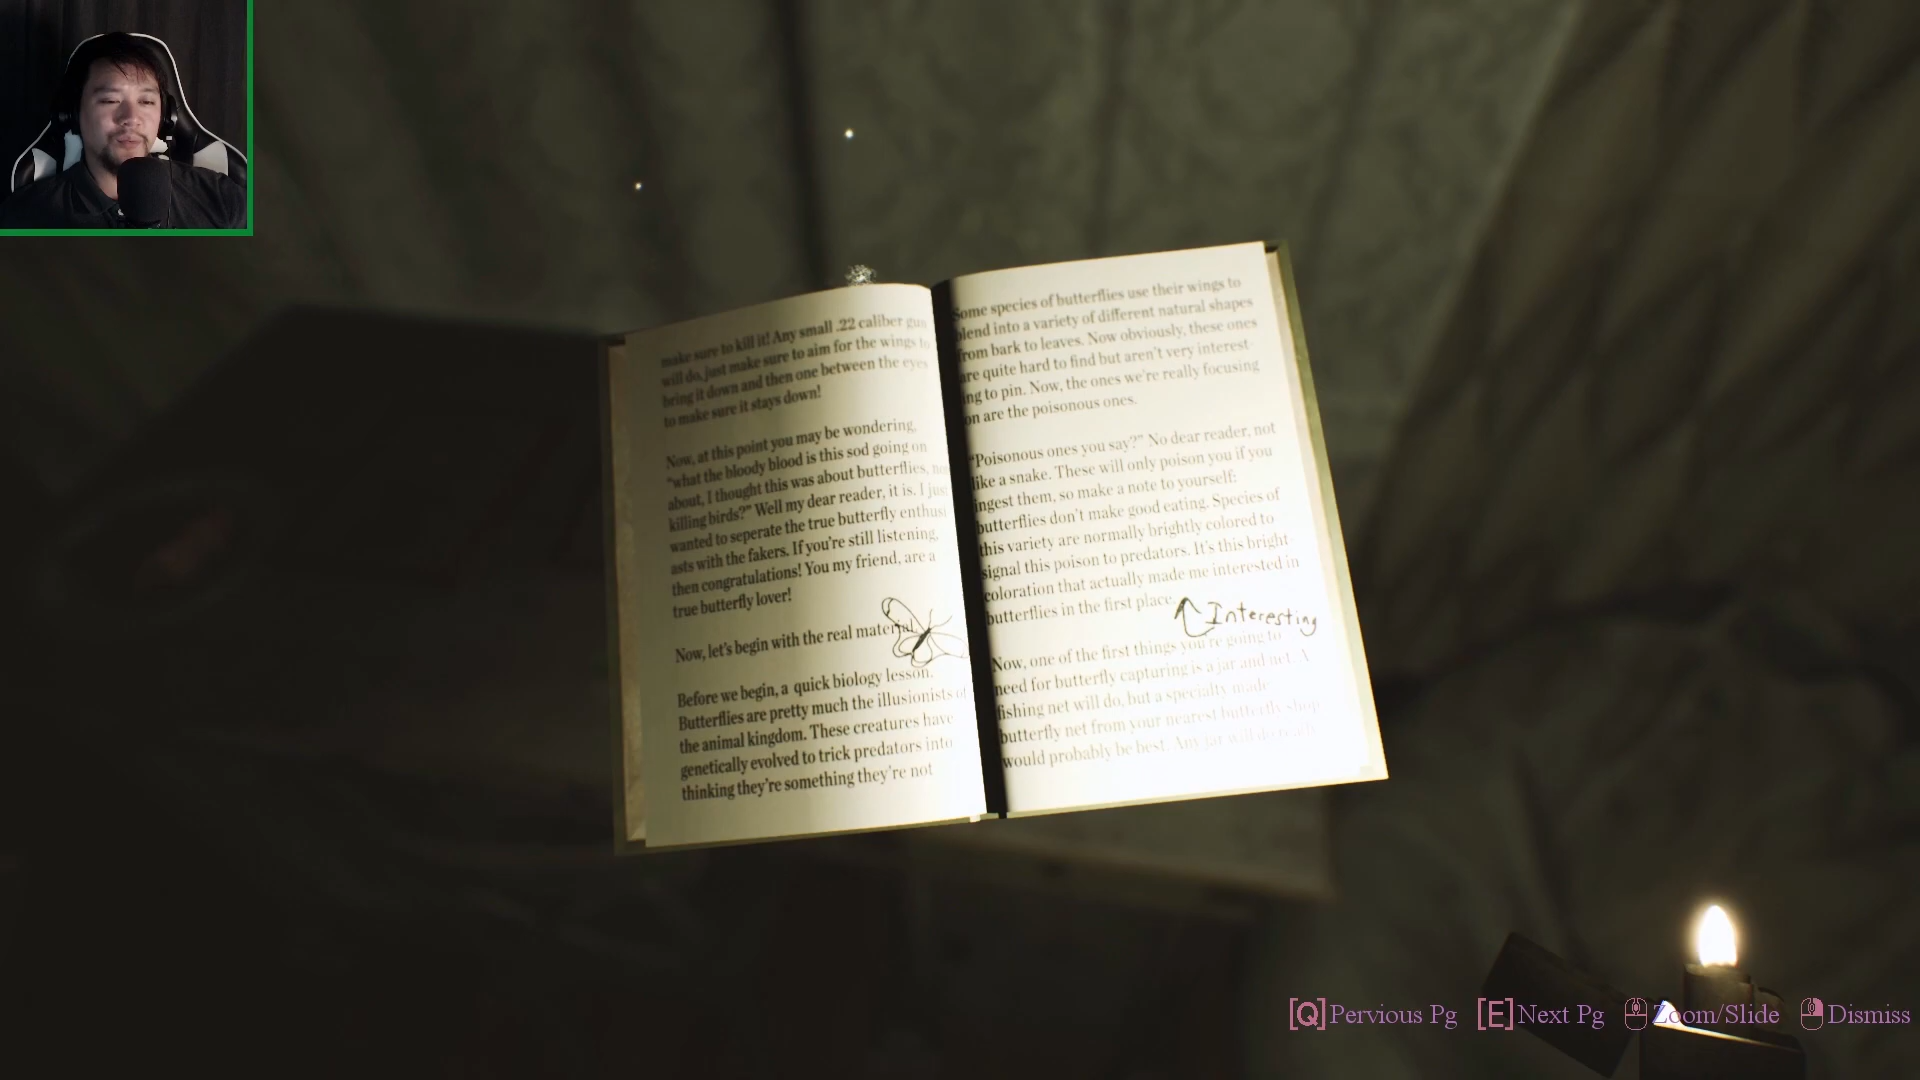 make sure to kill it! Any small .22 caliber gun
will do, just make sure to aim for the wings to
bring it down and then one between the eyes
to make sure it stays down!
Now, at this point you may be wondering,
"what the bloody blood is this sod going on
about, I thought this was about butterflies, not
killing birds?" Well my dear reader, it is. I just
wanted to seperate the true butterfly enthusi
asts with the fakers. If you're still listening,
then congratulations! You my friend, are a
true butterfly lover!
Now, let's begin with the real material.
Before we begin, a quick biology lesson.
Butterflies are pretty much the illusionists of
the animal kingdom. These creatures have
genetically evolved to trick predators into
thinking they're something they're not
Some species of butterflies use their wings to
blend into a variety of different natural shapes
from bark to leaves. Now obviously, these ones
are quite hard to find but aren't very interest-
ing to pin. Now, the ones we're really focusing
on are the poisonous ones.
"Poisonous ones you say?" No dear reader, not
like a snake. These will only poison you if you
ingest them, so make a note to yourself:
butterflies don't make good eating. Species of
this variety are normally brightly colored to
signal this poison to predators. It's this bright
coloration that actually made me interested in
butterflies in the first place.
Interesting
Now, one of the first things you're going to
need for butterfly capturing is a jar and net. A
fishing net will do, but a specialty made
butterfly net from your nearest butterfly shop
would probably be best. Any jar will do
[Q] Pervious Pg [E] Next Pg Zoom/Slide Dismiss